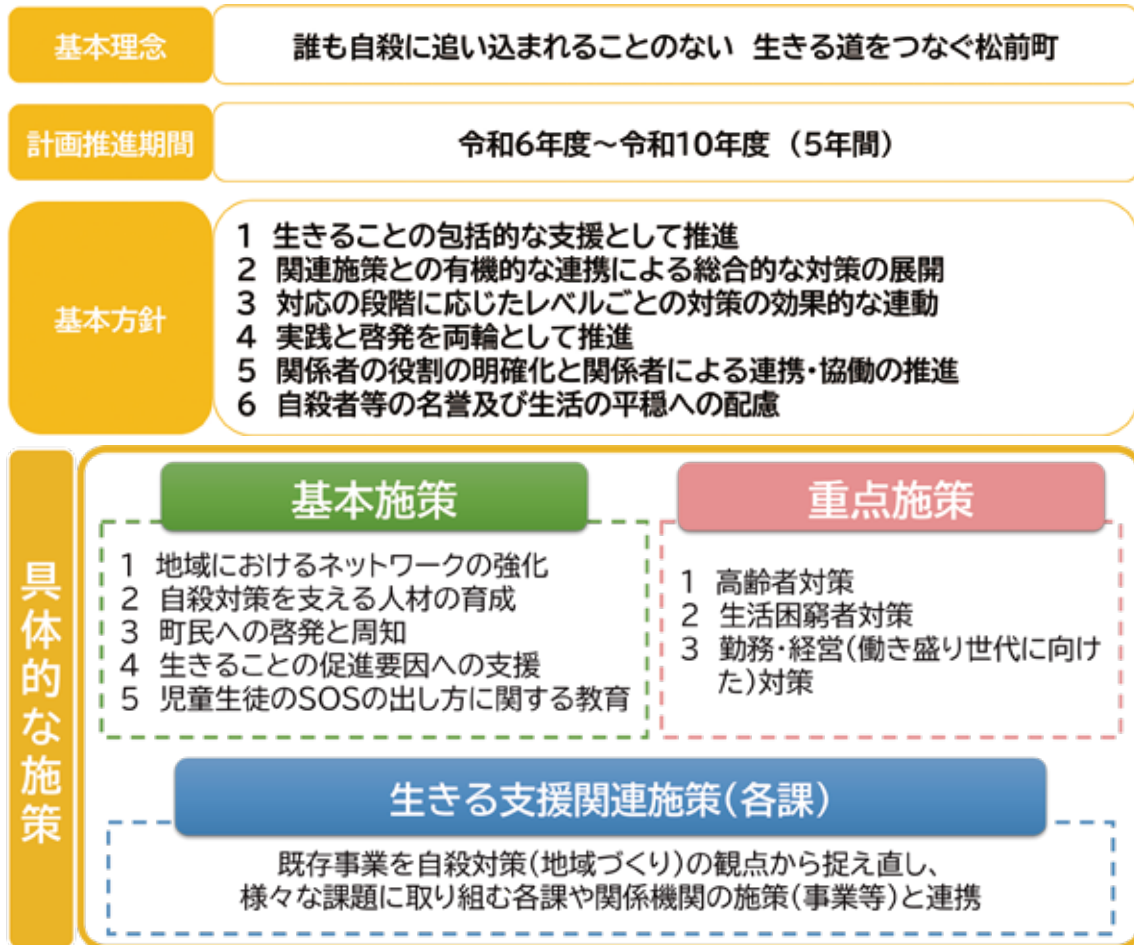 基本理念
誰も自殺に追い込まれることのない 生きる道をつなぐ松前町
計画推進期間
令和6年度～令和10年度 (5年間)
基本方針
1 生きることの包括的な支援として推進
2 関連施策との有機的な連携による総合的な対策の展開
3 対応の段階に応じたレベルごとの対策の効果的な連動
4 実践と啓発を両輪として推進
5 関係者の役割の明確化と関係者による連携・協働の推進
6 自殺者等の名誉及び生活の平穏への配慮
具体的な施策
基本施策
1 地域におけるネットワークの強化
2 自殺対策を支える人材の育成
3 町民への啓発と周知
4 生きることの促進要因への支援
5 児童生徒のSOSの出し方に関する教育
重点施策
1 高齢者対策
2 生活困窮者対策
3 勤務・経営(働き盛り世代に向け
た)対策
生きる支援関連施策(各課)
既存事業を自殺対策(地域づくり)の観点から捉え直し、
様々な課題に取り組む各課や関係機関の施策(事業等)と連携